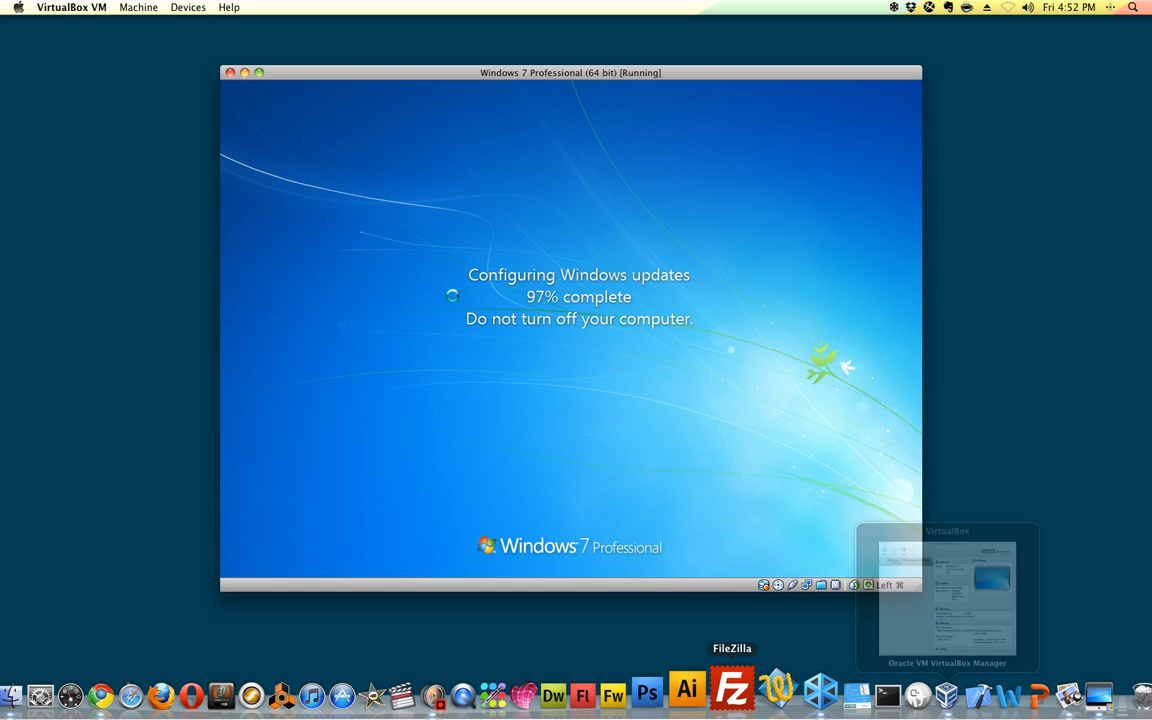 VirtualBox VM Machine Devices Help
Fri 4:52 PM
Windows 7 Professional (64 bit) [Running]
Configuring Windows updates
97% complete
Do not turn off your computer.
Windows 7 Professional
Left ⌘
VirtualBox
Oracle VM VirtualBox Manager
FileZilla
Dw Fl Fw Ps Ai Fz